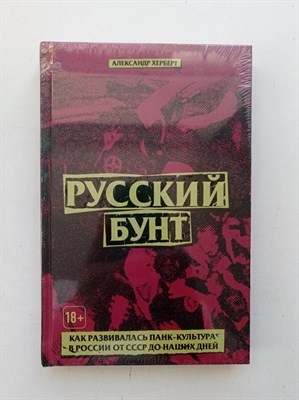 АЛЕКСАНДР ХЕРБЕРТ
РУССКИЙ
БУНТ
18+
КАК РАЗВИВАЛАСЬ ПАНК-КУЛЬТУРА
В РОССИИ ОТ СССР ДО НАШИХ ДНЕЙ